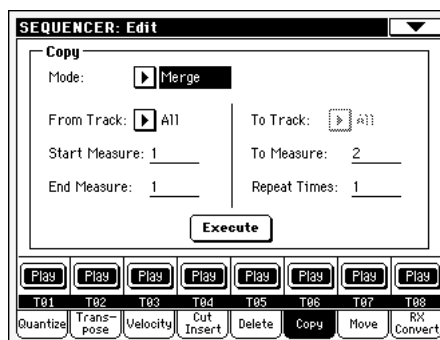 SEQUENCER: Edit
Copy
Mode: Merge
From Track: All To Track: All
Start Measure: 1 To Measure: 2
End Measure: 1 Repeat Times: 1
Execute
Play Play Play Play Play Play Play Play
T01 T02 T03 T04 T05 T06 T07 T08
Quantize Trans- Velocity Cut Delete Copy Move RX
pose Insert Convert